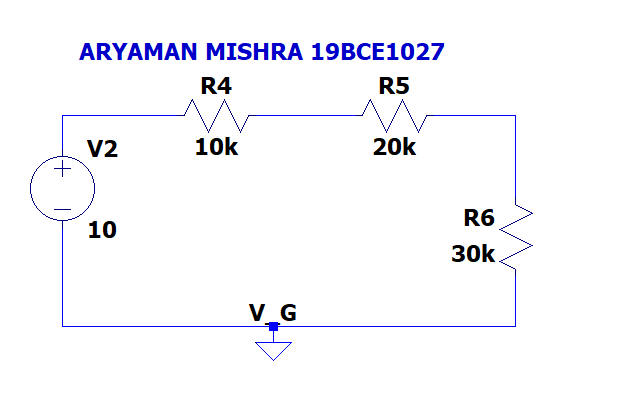 ARYAMAN MISHRA 19BCE1027
R4
R5
10k
20k
V2
10
R6
30k
V_G